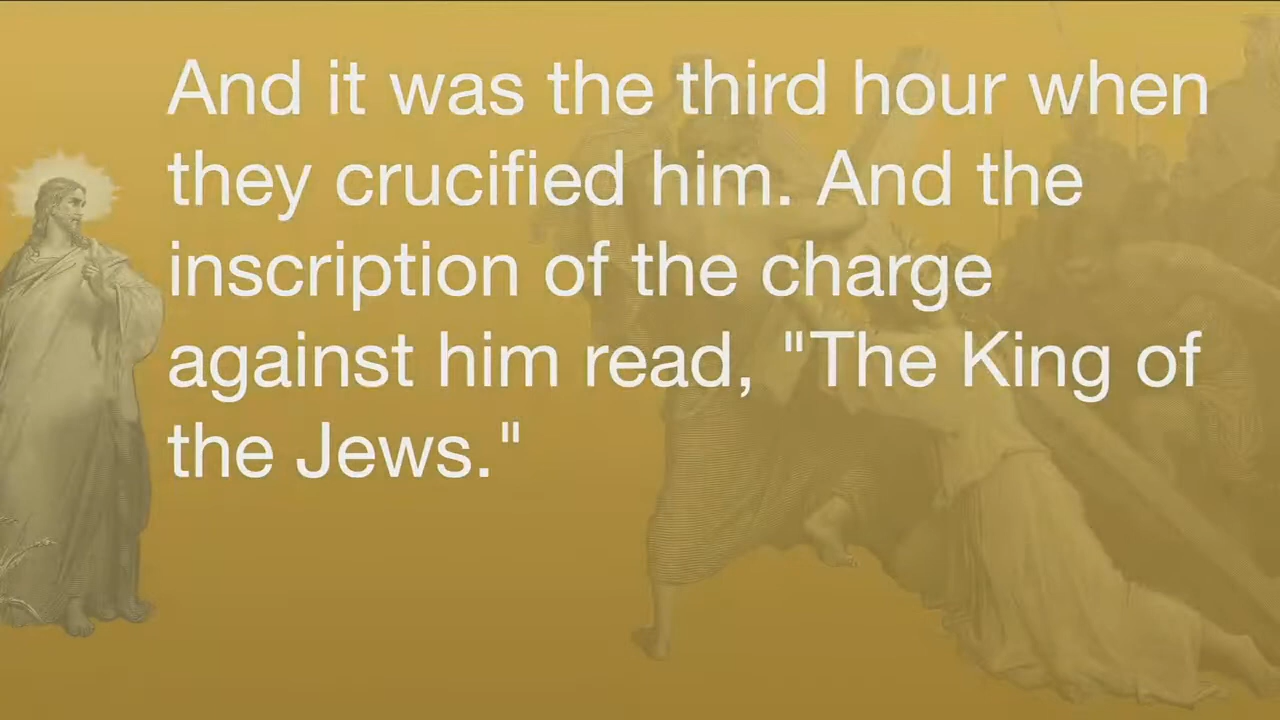 And it was the third hour when
they crucified him. And the
inscription of the charge
against him read, "The King of
the Jews."